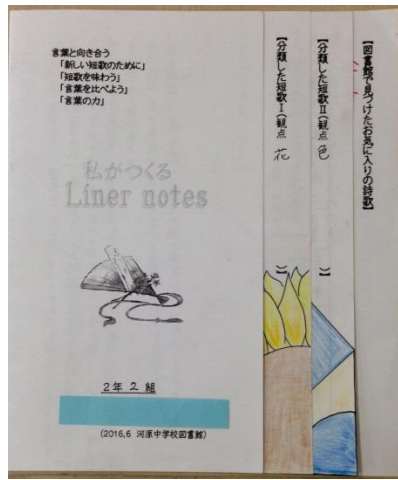 言葉と向き合う
「新しい短歌のために」
「短歌を味わう」
「言葉を比べよう」
「言葉の力」
私がつくる
Liner notes
2年2組
(2016,6 河原中学校図書館)
【分類した短歌Ⅰ(観点 花 )】
【分類した短歌Ⅱ(観点 色 )】
【図書館で見つけたお気に入りの詩歌】